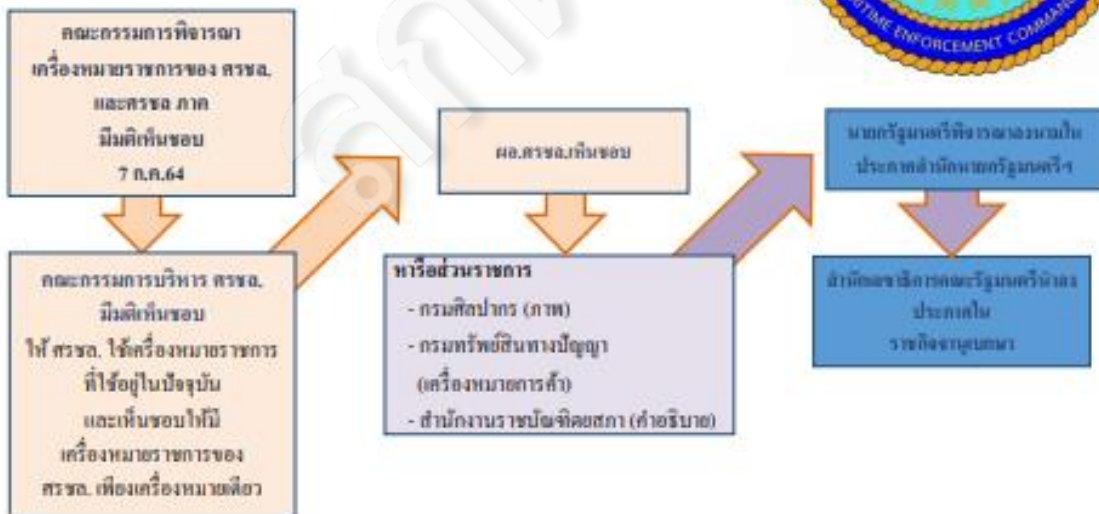 คณะกรรมการพิจารณา
เครื่องหมายราชการของ ศรชล.
และศรชล ภาค
มีมติเห็นชอบ
7 ก.ค.64
คณะกรรมการบริหาร ศรชล.
มีมติเห็นชอบ
ให้ ศรชล. ใช้เครื่องหมายราชการ
ที่ใช้อยู่ในปัจจุบัน
และเห็นชอบให้มี
เครื่องหมายราชการของ
ศรชล. เพียงเครื่องหมายเดียว
ผอ.ศรชล.เห็นชอบ
หารือส่วนราชการ
- กรมศิลปากร (ภาพ)
- กรมทรัพย์สินทางปัญญา
(เครื่องหมายการค้า)
- สำนักงานราชบัณฑิตยสภา (คำอธิบาย)
ENFORCEMENT
นายกรัฐมนตรีพิจารณาลงนามใน
ประกาศสำนักนายกรัฐมนตรีฯ
สำนักเลขาธิการคณะรัฐมนตรีนำลง
ประกาศใน
ราชกิจจานุเบกษา